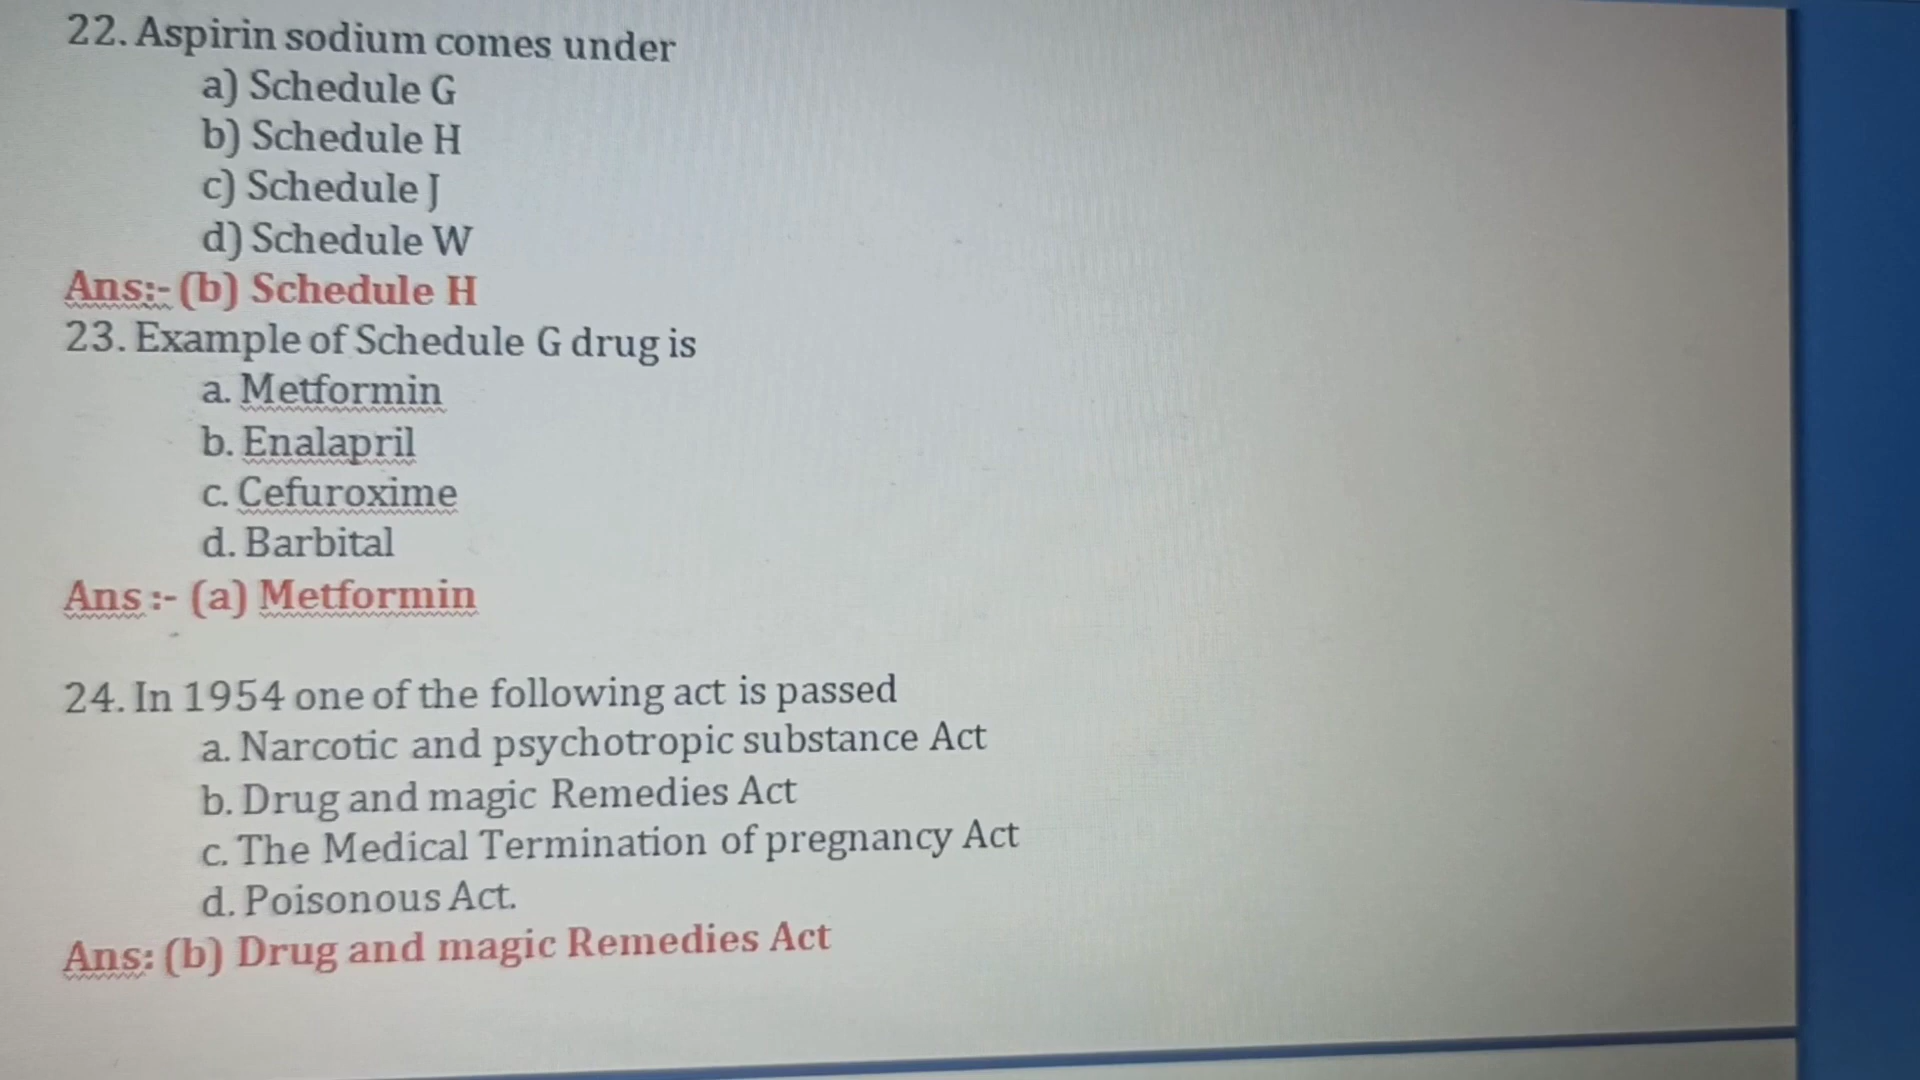 22. Aspirin sodium comes under
a) Schedule G
b) Schedule H
c) Schedule J
d) Schedule W
Ans:- (b) Schedule H
23. Example of Schedule G drug is
a. Metformin
b. Enalapril
c. Cefuroxime
d. Barbital
Ans :- (a) Metformin
24. In 1954 one of the following act is passed
a. Narcotic and psychotropic substance Act
b. Drug and magic Remedies Act
c. The Medical Termination of pregnancy Act
d. Poisonous Act.
Ans: (b) Drug and magic Remedies Act